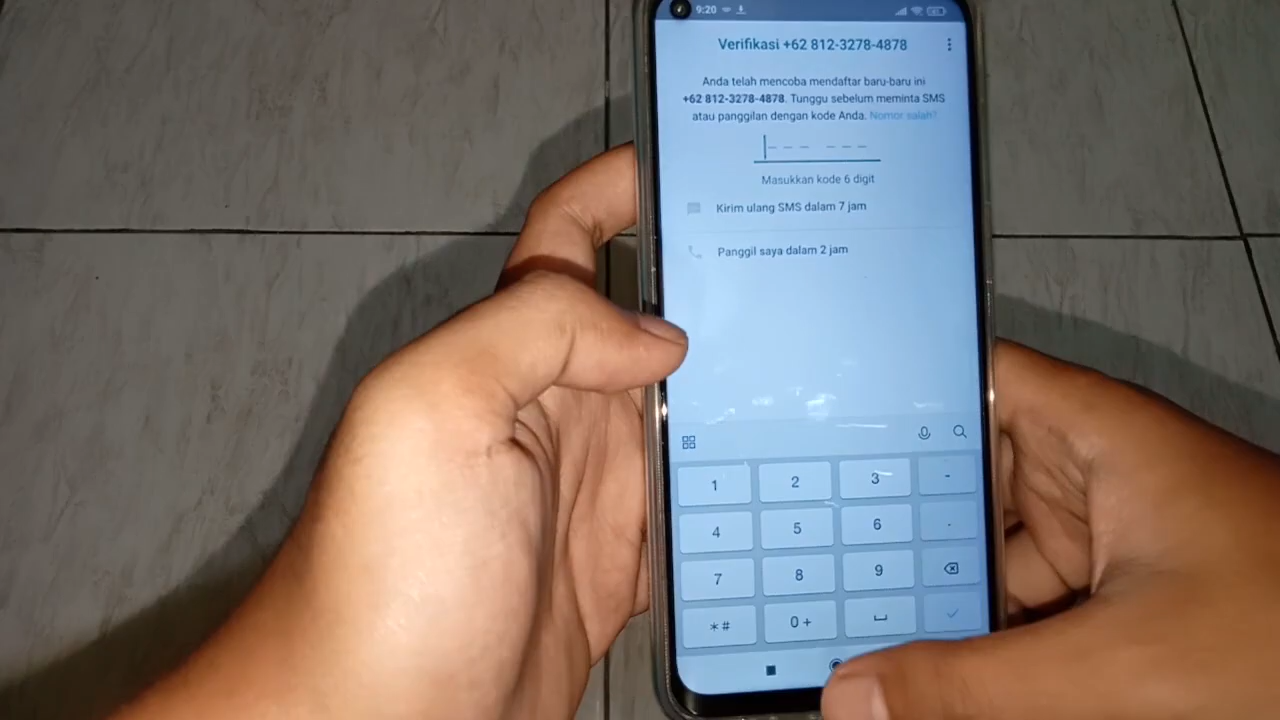 9:20
Verifikasi +62 812-3278-4878
Anda telah mencoba mendaftar baru-baru ini
+62 812-3278-4878. Tunggu sebelum meminta SMS
atau panggilan dengan kode Anda. Nomor salah?
Masukkan kode 6 digit
Kirim ulang SMS dalam 7 jam
Panggil saya dalam 2 jam
1 2 3 -
4 5 6 .
7 8 9
*# 0 +